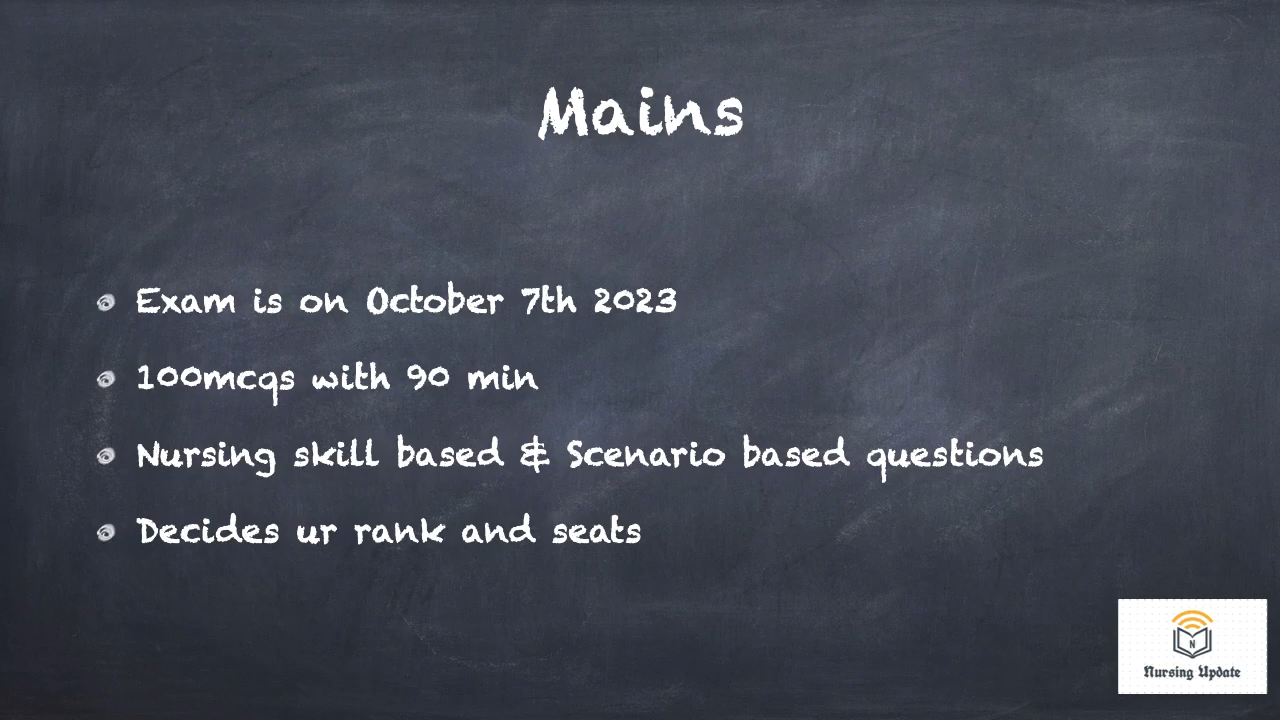 Mains
Exam is on October 7th 2023
100mcqs with 90 min
Nursing skill based & Scenario based questions
Decides ur rank and seats
N
Nursing Update